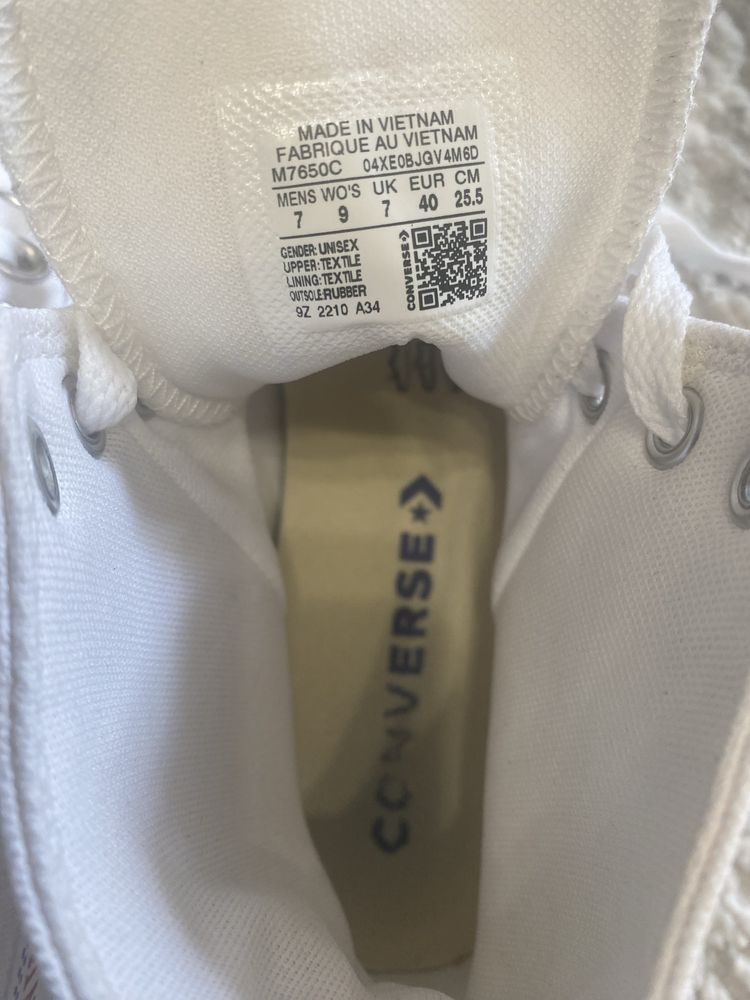 MADE IN VIETNAM
FABRIQUE AU VIETNAM
M7650C 04XE0BJGV4M6D
MENS WO'S UK EUR CM
7 9 7 40 25.5
GENDER: UNISEX
UPPER: TEXTILE
LINING: TEXTILE
OUTSOLE: RUBBER
9Z 2210 A34
CONVERSE
CONVERSE